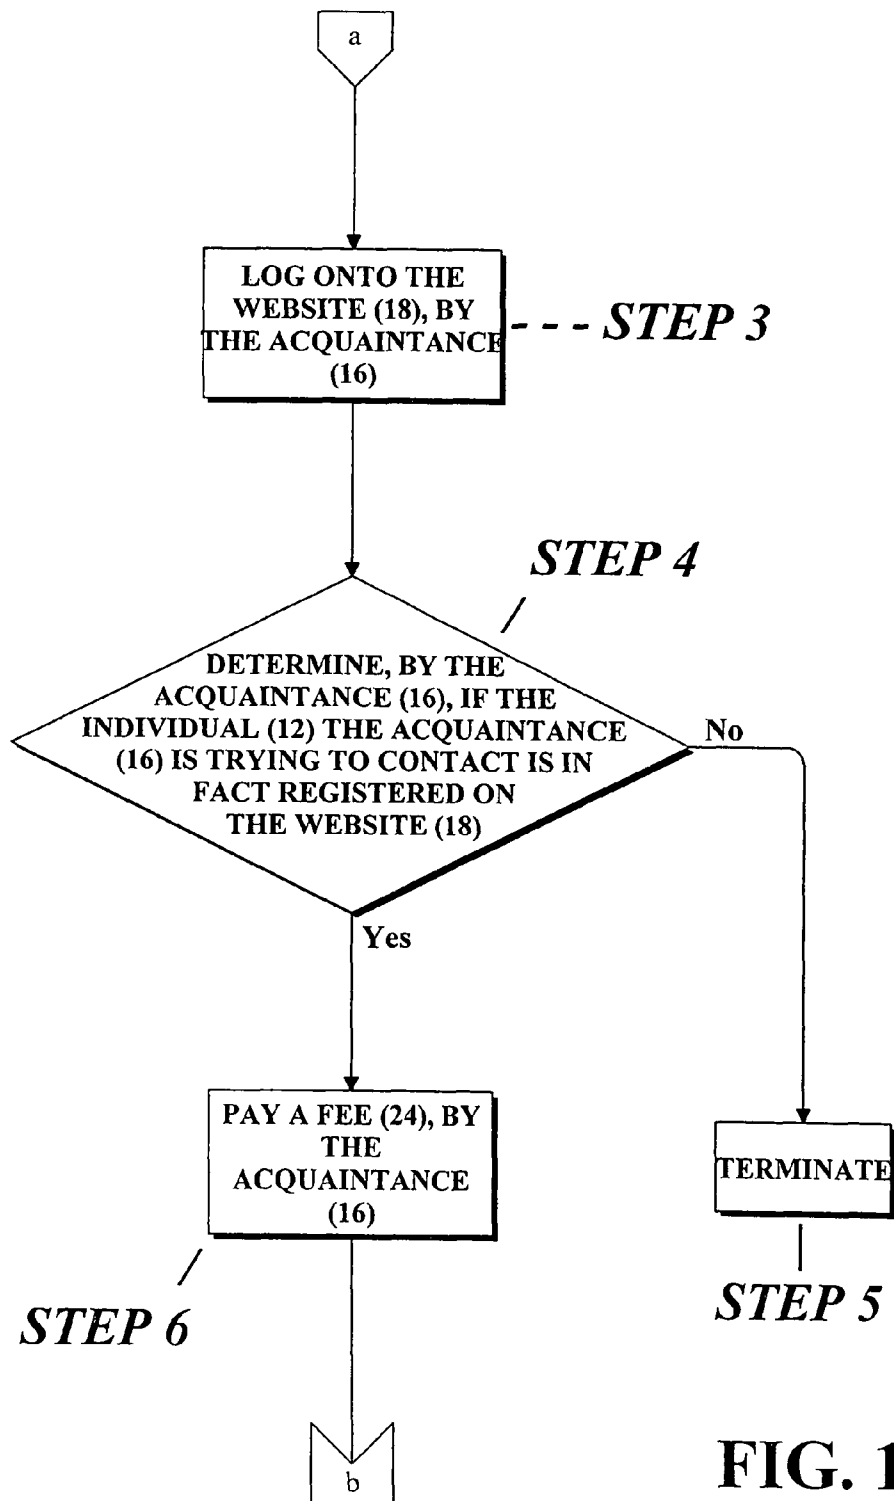 a
LOG ONTO THE
WEBSITE (18), BY
THE ACQUAINTANCE
(16)
STEP 3
STEP 4
DETERMINE, BY THE
ACQUAINTANCE (16), IF THE
INDIVIDUAL (12) THE ACQUAINTANCE
(16) IS TRYING TO CONTACT IS IN
FACT REGISTERED ON
THE WEBSITE (18)
No
Yes
PAY A FEE (24), BY
THE
ACQUAINTANCE
(16)
TERMINATE
STEP 5
STEP 6
b
FIG. 1